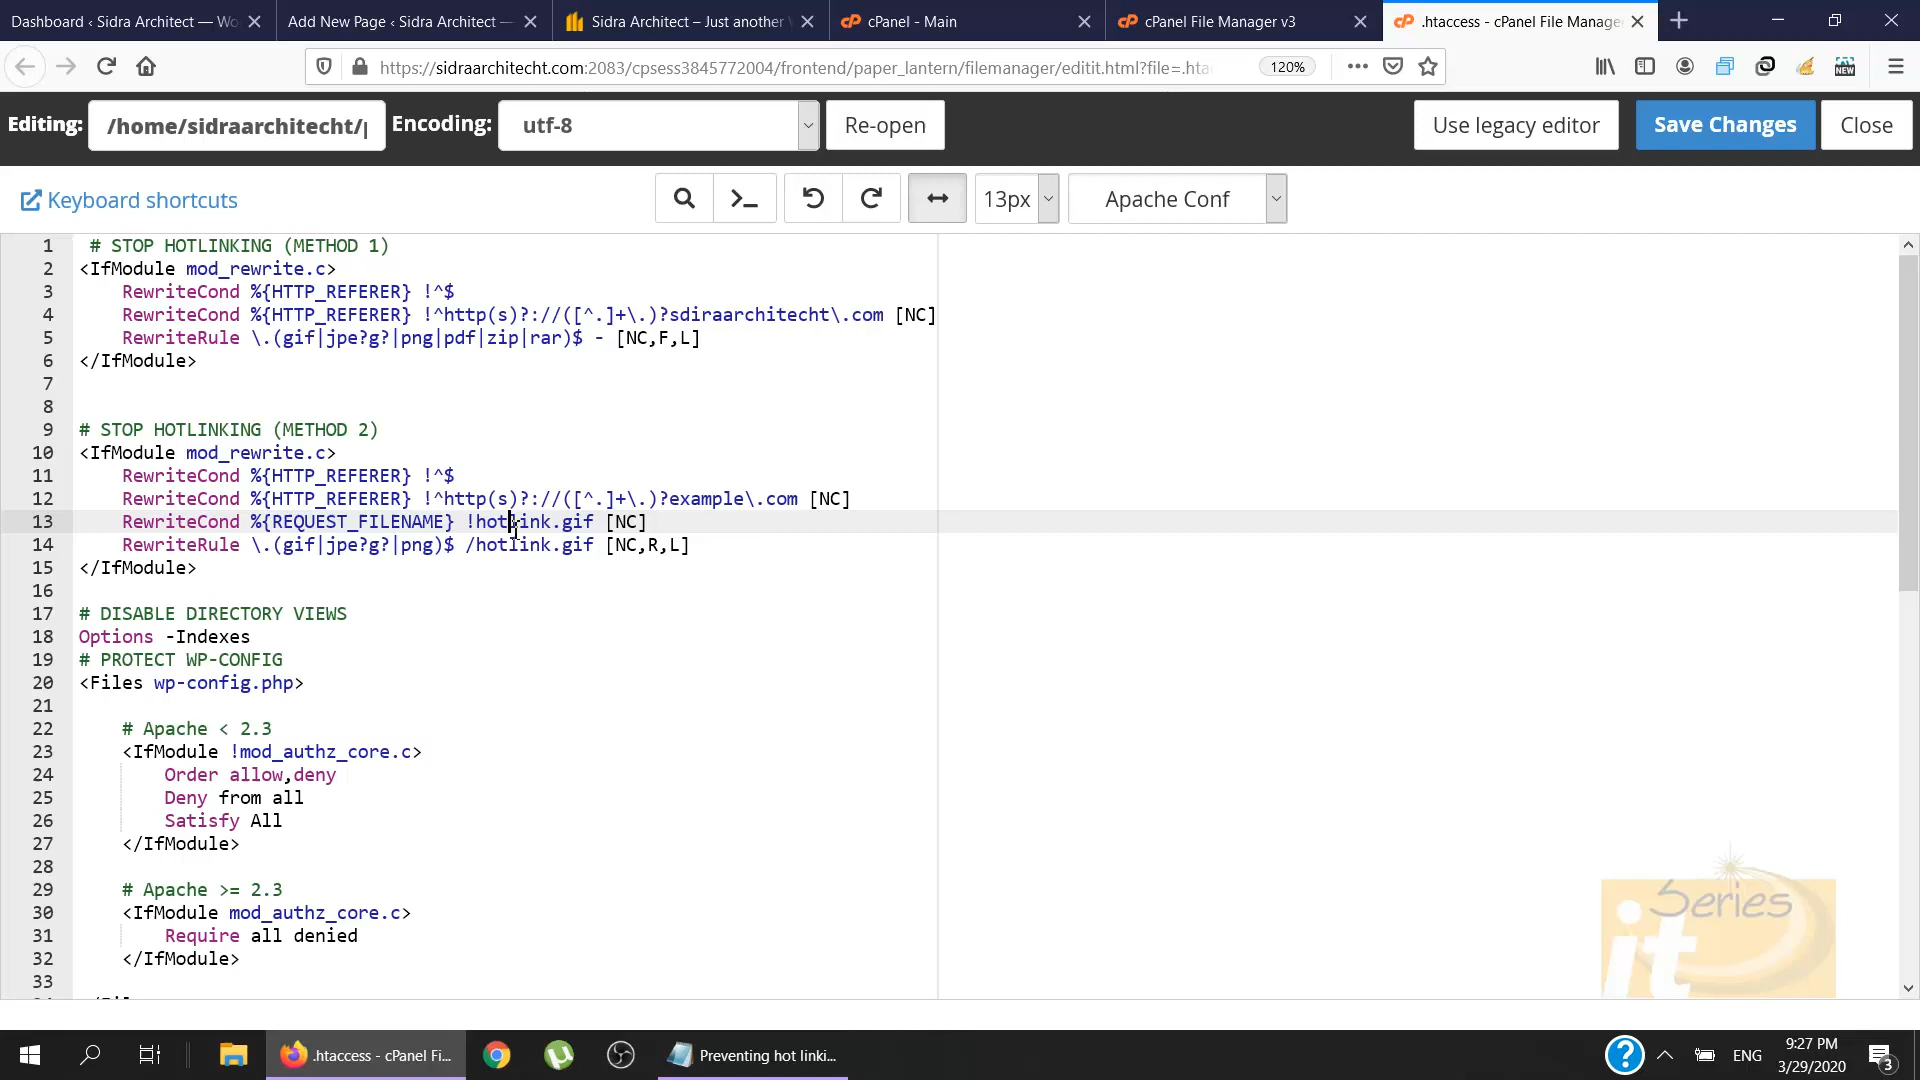 Dashboard ‹ Sidra Architect — Wo
Add New Page ‹ Sidra Architect —
Sidra Architect – Just another
cPanel - Main
cPanel File Manager v3
.htaccess - cPanel File Manage
https://sidraarchitecht.com:2083/cpsess3845772004/frontend/paper_lantern/filemanager/editit.html?file=.hta
120%
NEW
Editing:
/home/sidraarchitecht/p
Encoding:
utf-8
Re-open
Use legacy editor
Save Changes
Close
Keyboard shortcuts
13px
Apache Conf
1 # STOP HOTLINKING (METHOD 1)
2 <IfModule mod_rewrite.c>
3 RewriteCond %{HTTP_REFERER} !^$
4 RewriteCond %{HTTP_REFERER} !^http(s)?://([^.]+\.)?sdiraarchitecht\.com [NC]
5 RewriteRule \.(gif|jpe?g?|png|pdf|zip|rar)$ - [NC,F,L]
6 </IfModule>
7
8
9 # STOP HOTLINKING (METHOD 2)
10 <IfModule mod_rewrite.c>
11 RewriteCond %{HTTP_REFERER} !^$
12 RewriteCond %{HTTP_REFERER} !^http(s)?://([^.]+\.)?example\.com [NC]
13 RewriteCond %{REQUEST_FILENAME} !hotlink.gif [NC]
14 RewriteRule \.(gif|jpe?g?|png)$ /hotlink.gif [NC,R,L]
15 </IfModule>
16
17 # DISABLE DIRECTORY VIEWS
18 Options -Indexes
19 # PROTECT WP-CONFIG
20 <Files wp-config.php>
21
22 # Apache < 2.3
23 <IfModule !mod_authz_core.c>
24 Order allow,deny
25 Deny from all
26 Satisfy All
27 </IfModule>
28
29 # Apache >= 2.3
30 <IfModule mod_authz_core.c>
31 Require all denied
32 </IfModule>
33
it Series
.htaccess - cPanel Fi...
Preventing hot linki...
ENG
9:27 PM
3/29/2020
3